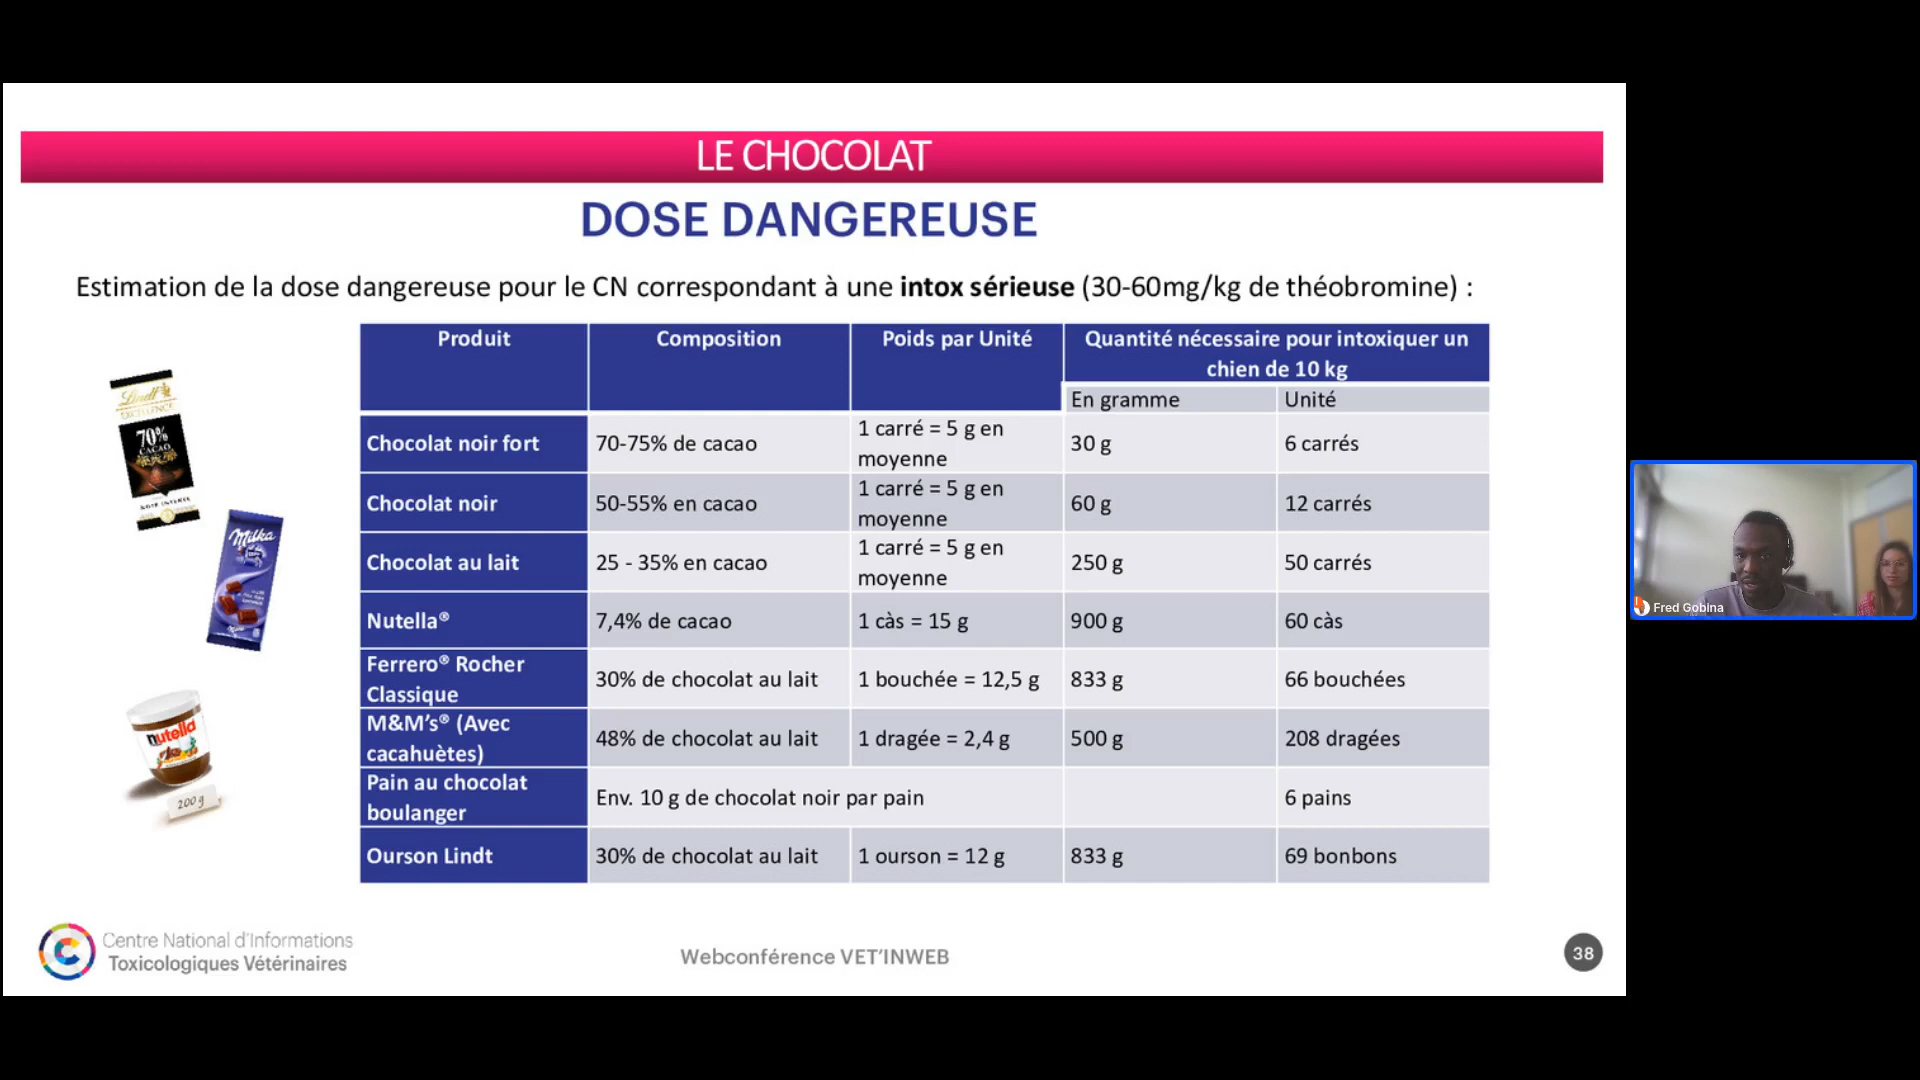 LE CHOCOLAT
DOSE DANGEREUSE
Estimation de la dose dangereuse pour le CN correspondant à une intox sérieuse (30-60mg/kg de théobromine) :
Produit
Composition
Poids par Unité
Quantité nécessaire pour intoxiquer un
chien de 10 kg
En gramme
Unité
Chocolat noir fort
70-75% de cacao
1 carré = 5 g en
moyenne
30 g
6 carrés
Chocolat noir
50-55% en cacao
1 carré = 5 g en
moyenne
60 g
12 carrés
Chocolat au lait
25 - 35% en cacao
1 carré = 5 g en
moyenne
250 g
50 carrés
Nutella®
7,4% de cacao
1 càs = 15 g
900 g
60 càs
Ferrero® Rocher
Classique
30% de chocolat au lait
1 bouchée = 12,5 g
833 g
66 bouchées
M&M's® (Avec
cacahuètes)
48% de chocolat au lait
1 dragée = 2,4 g
500 g
208 dragées
Pain au chocolat
boulanger
Env. 10 g de chocolat noir par pain
6 pains
Ourson Lindt
30% de chocolat au lait
1 ourson = 12 g
833 g
69 bonbons
Lindt
EXCELLENCE
70%
CACAO
NOIR INTENSE
Milka
nutella
200 g
Centre National d'Informations
Toxicologiques Vétérinaires
Webconférence VET'INWEB
38
Fred Gobina